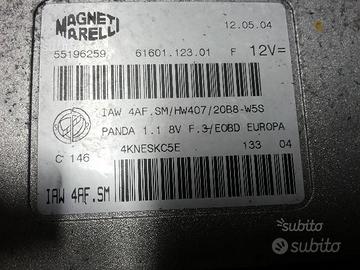 MAGNETI MARELLI
12.05.04
55196259 61601.123.01 F 12V=
IAW 4AF.SM/HW407/20B8-W5S
PANDA 1.1 8V F.3/EOBD EUROPA
4KNESKC5E
C 146 133 04
IAW 4AF.SM
subito
subito